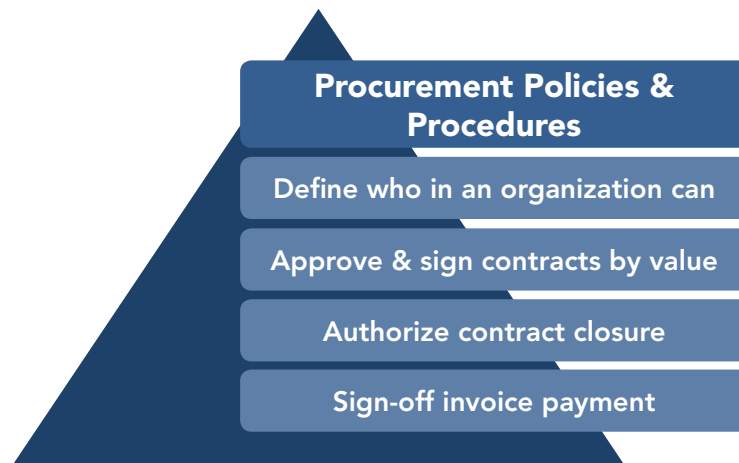 Procurement Policies &
Procedures
Define who in an organization can
Approve & sign contracts by value
Authorize contract closure
Sign-off invoice payment